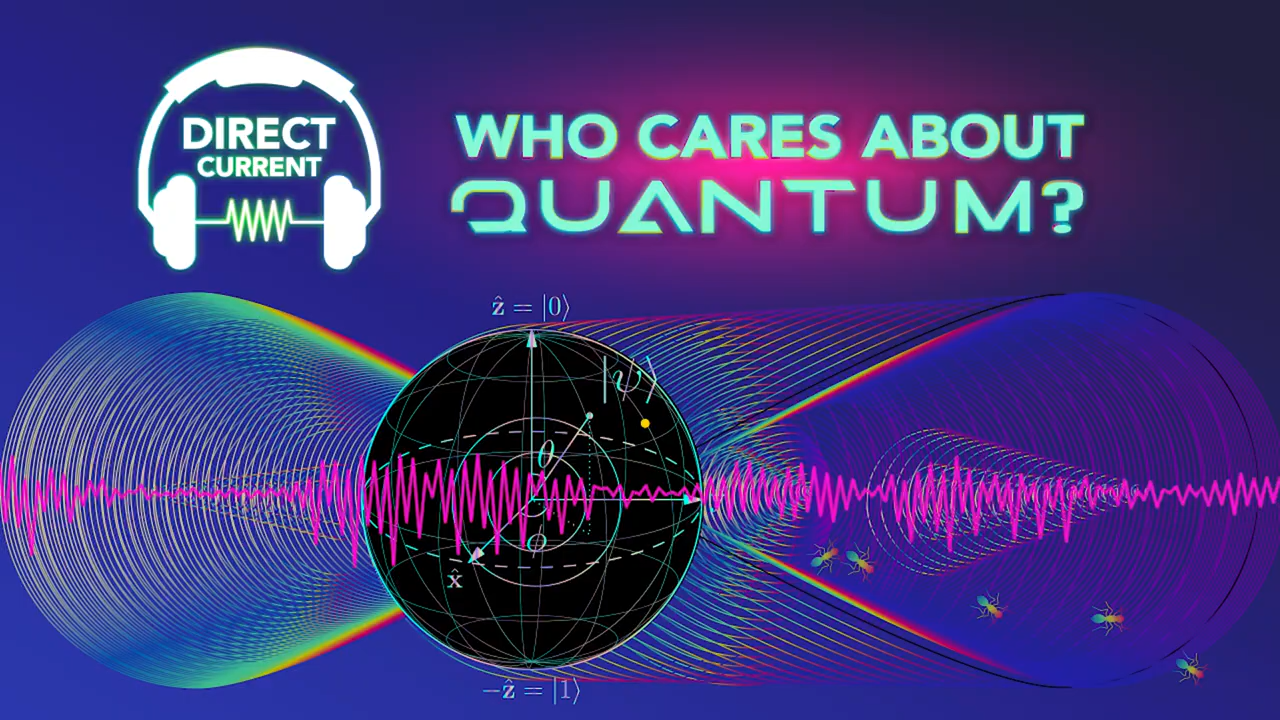 DIRECT
CURRENT
WHO CARES ABOUT
QUANTUM?
ẑ = |0⟩
|ψ⟩
θ
φ
x̂
−ẑ = |1⟩